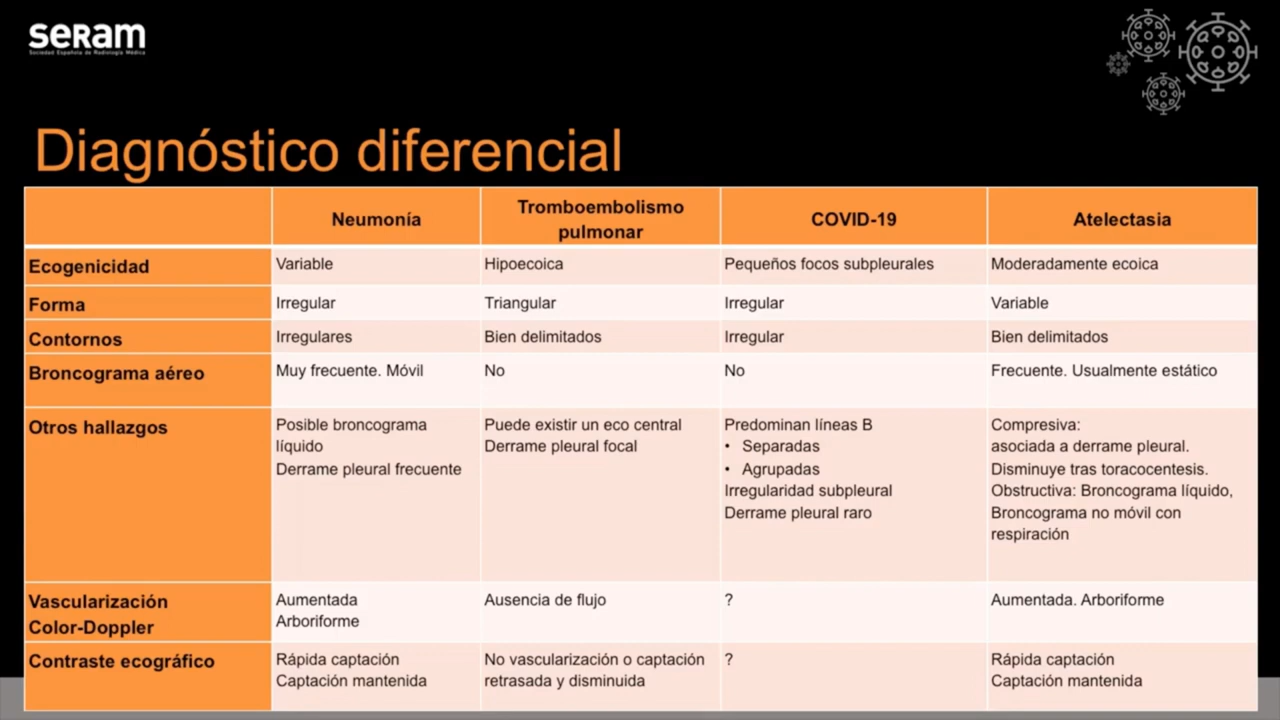 seRam
Sociedad Española de Radiología Médica
Diagnóstico diferencial
Neumonía
Tromboembolismo
pulmonar
COVID-19
Atelectasia
Ecogenicidad
Variable
Hipoecoica
Pequeños focos subpleurales
Moderadamente ecoica
Forma
Irregular
Triangular
Irregular
Variable
Contornos
Irregulares
Bien delimitados
Irregular
Bien delimitados
Broncograma aéreo
Muy frecuente. Móvil
No
No
Frecuente. Usualmente estático
Otros hallazgos
Posible broncograma
líquido
Derrame pleural frecuente
Puede existir un eco central
Derrame pleural focal
Predominan líneas B
• Separadas
• Agrupadas
Irregularidad subpleural
Derrame pleural raro
Compresiva:
asociada a derrame pleural.
Disminuye tras toracocentesis.
Obstructiva: Broncograma líquido,
Broncograma no móvil con
respiración
Vascularización
Color-Doppler
Aumentada
Arboriforme
Ausencia de flujo
?
Aumentada. Arboriforme
Contraste ecográfico
Rápida captación
Captación mantenida
No vascularización o captación
retrasada y disminuida
?
Rápida captación
Captación mantenida